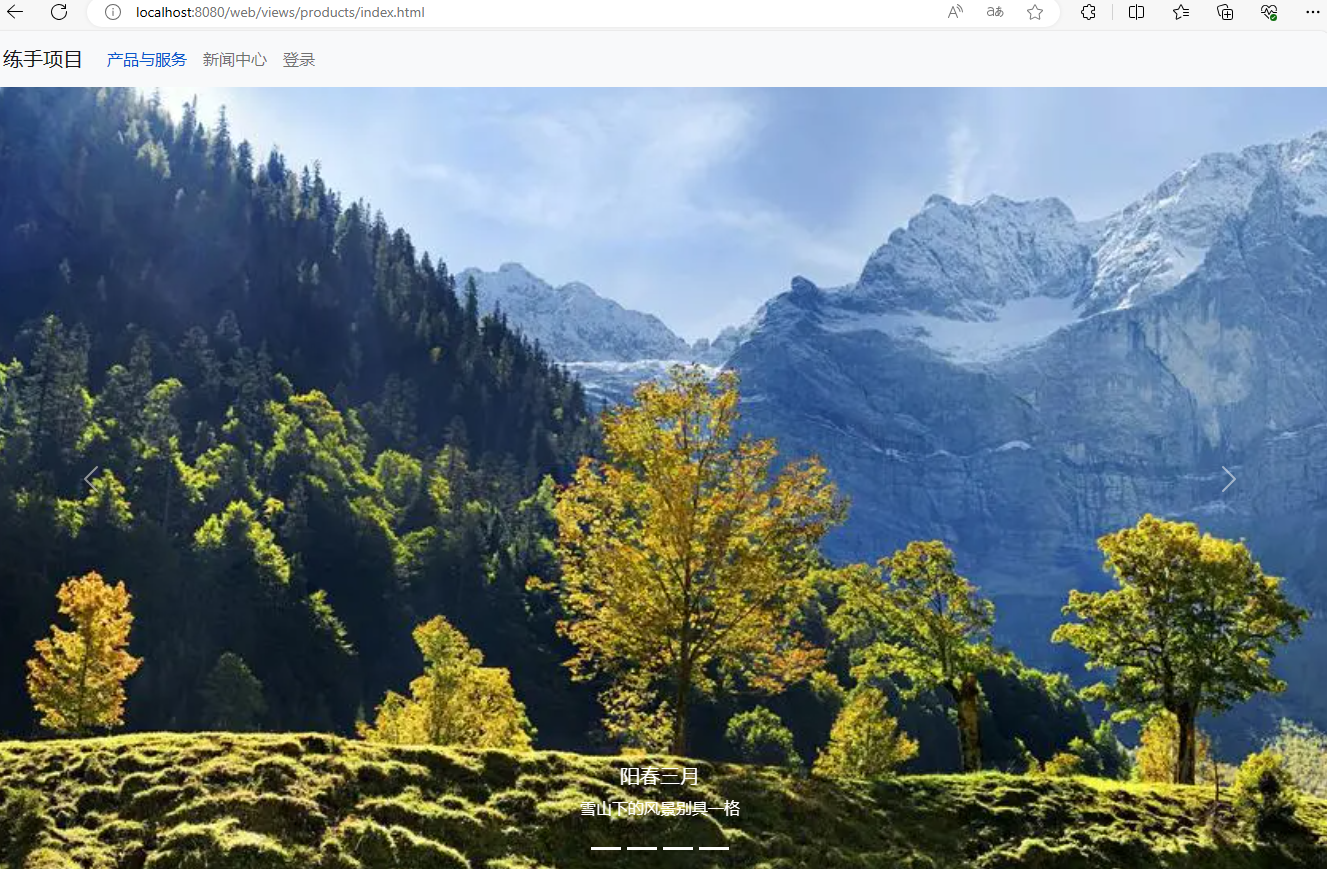 localhost:8080/web/views/products/index.html
练手项目 产品与服务 新闻中心 登录
阳春三月
雪山下的风景别具一格